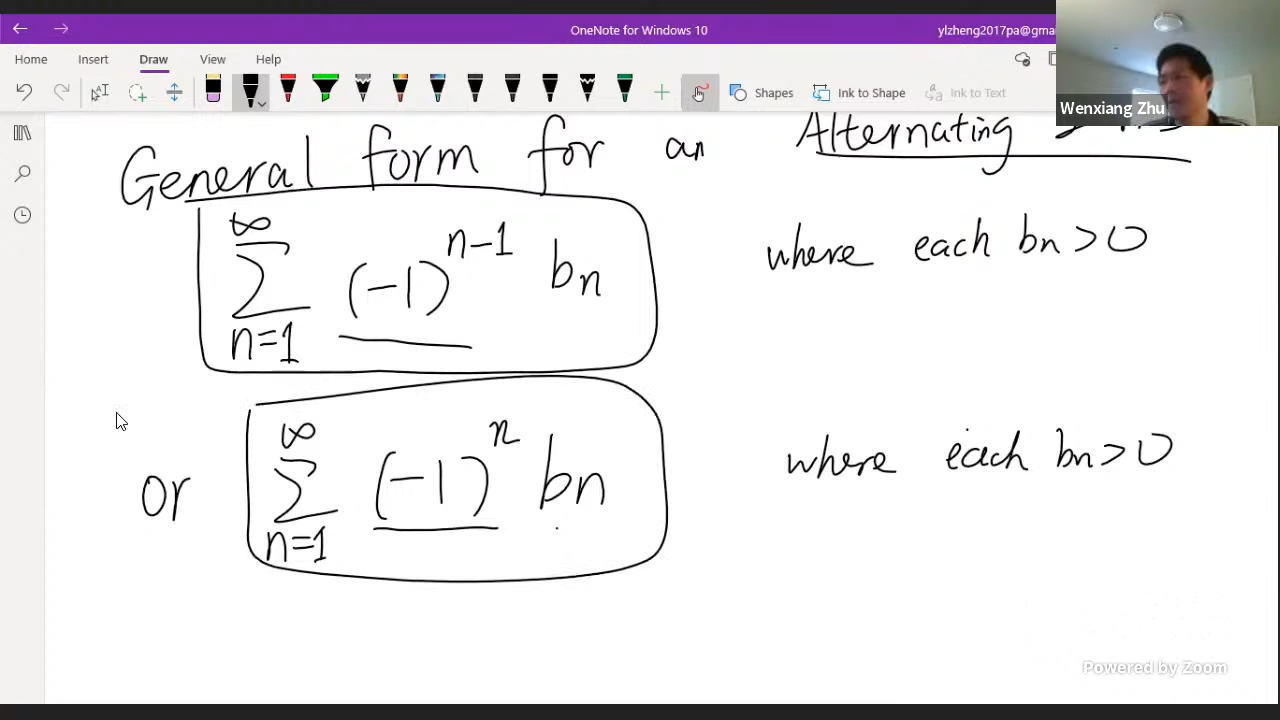 OneNote for Windows 10
ylzheng2017pa@gma
Home Insert Draw View Help
Shapes Ink to Shape Ink to Text
Wenxiang Zhu
General form for an Alternating
∞
∑ (-1)^{n-1} bn where each bn > 0
n=1
∞
or ∑ (-1)^n bn where each bn > 0
n=1
Powered by Zoom